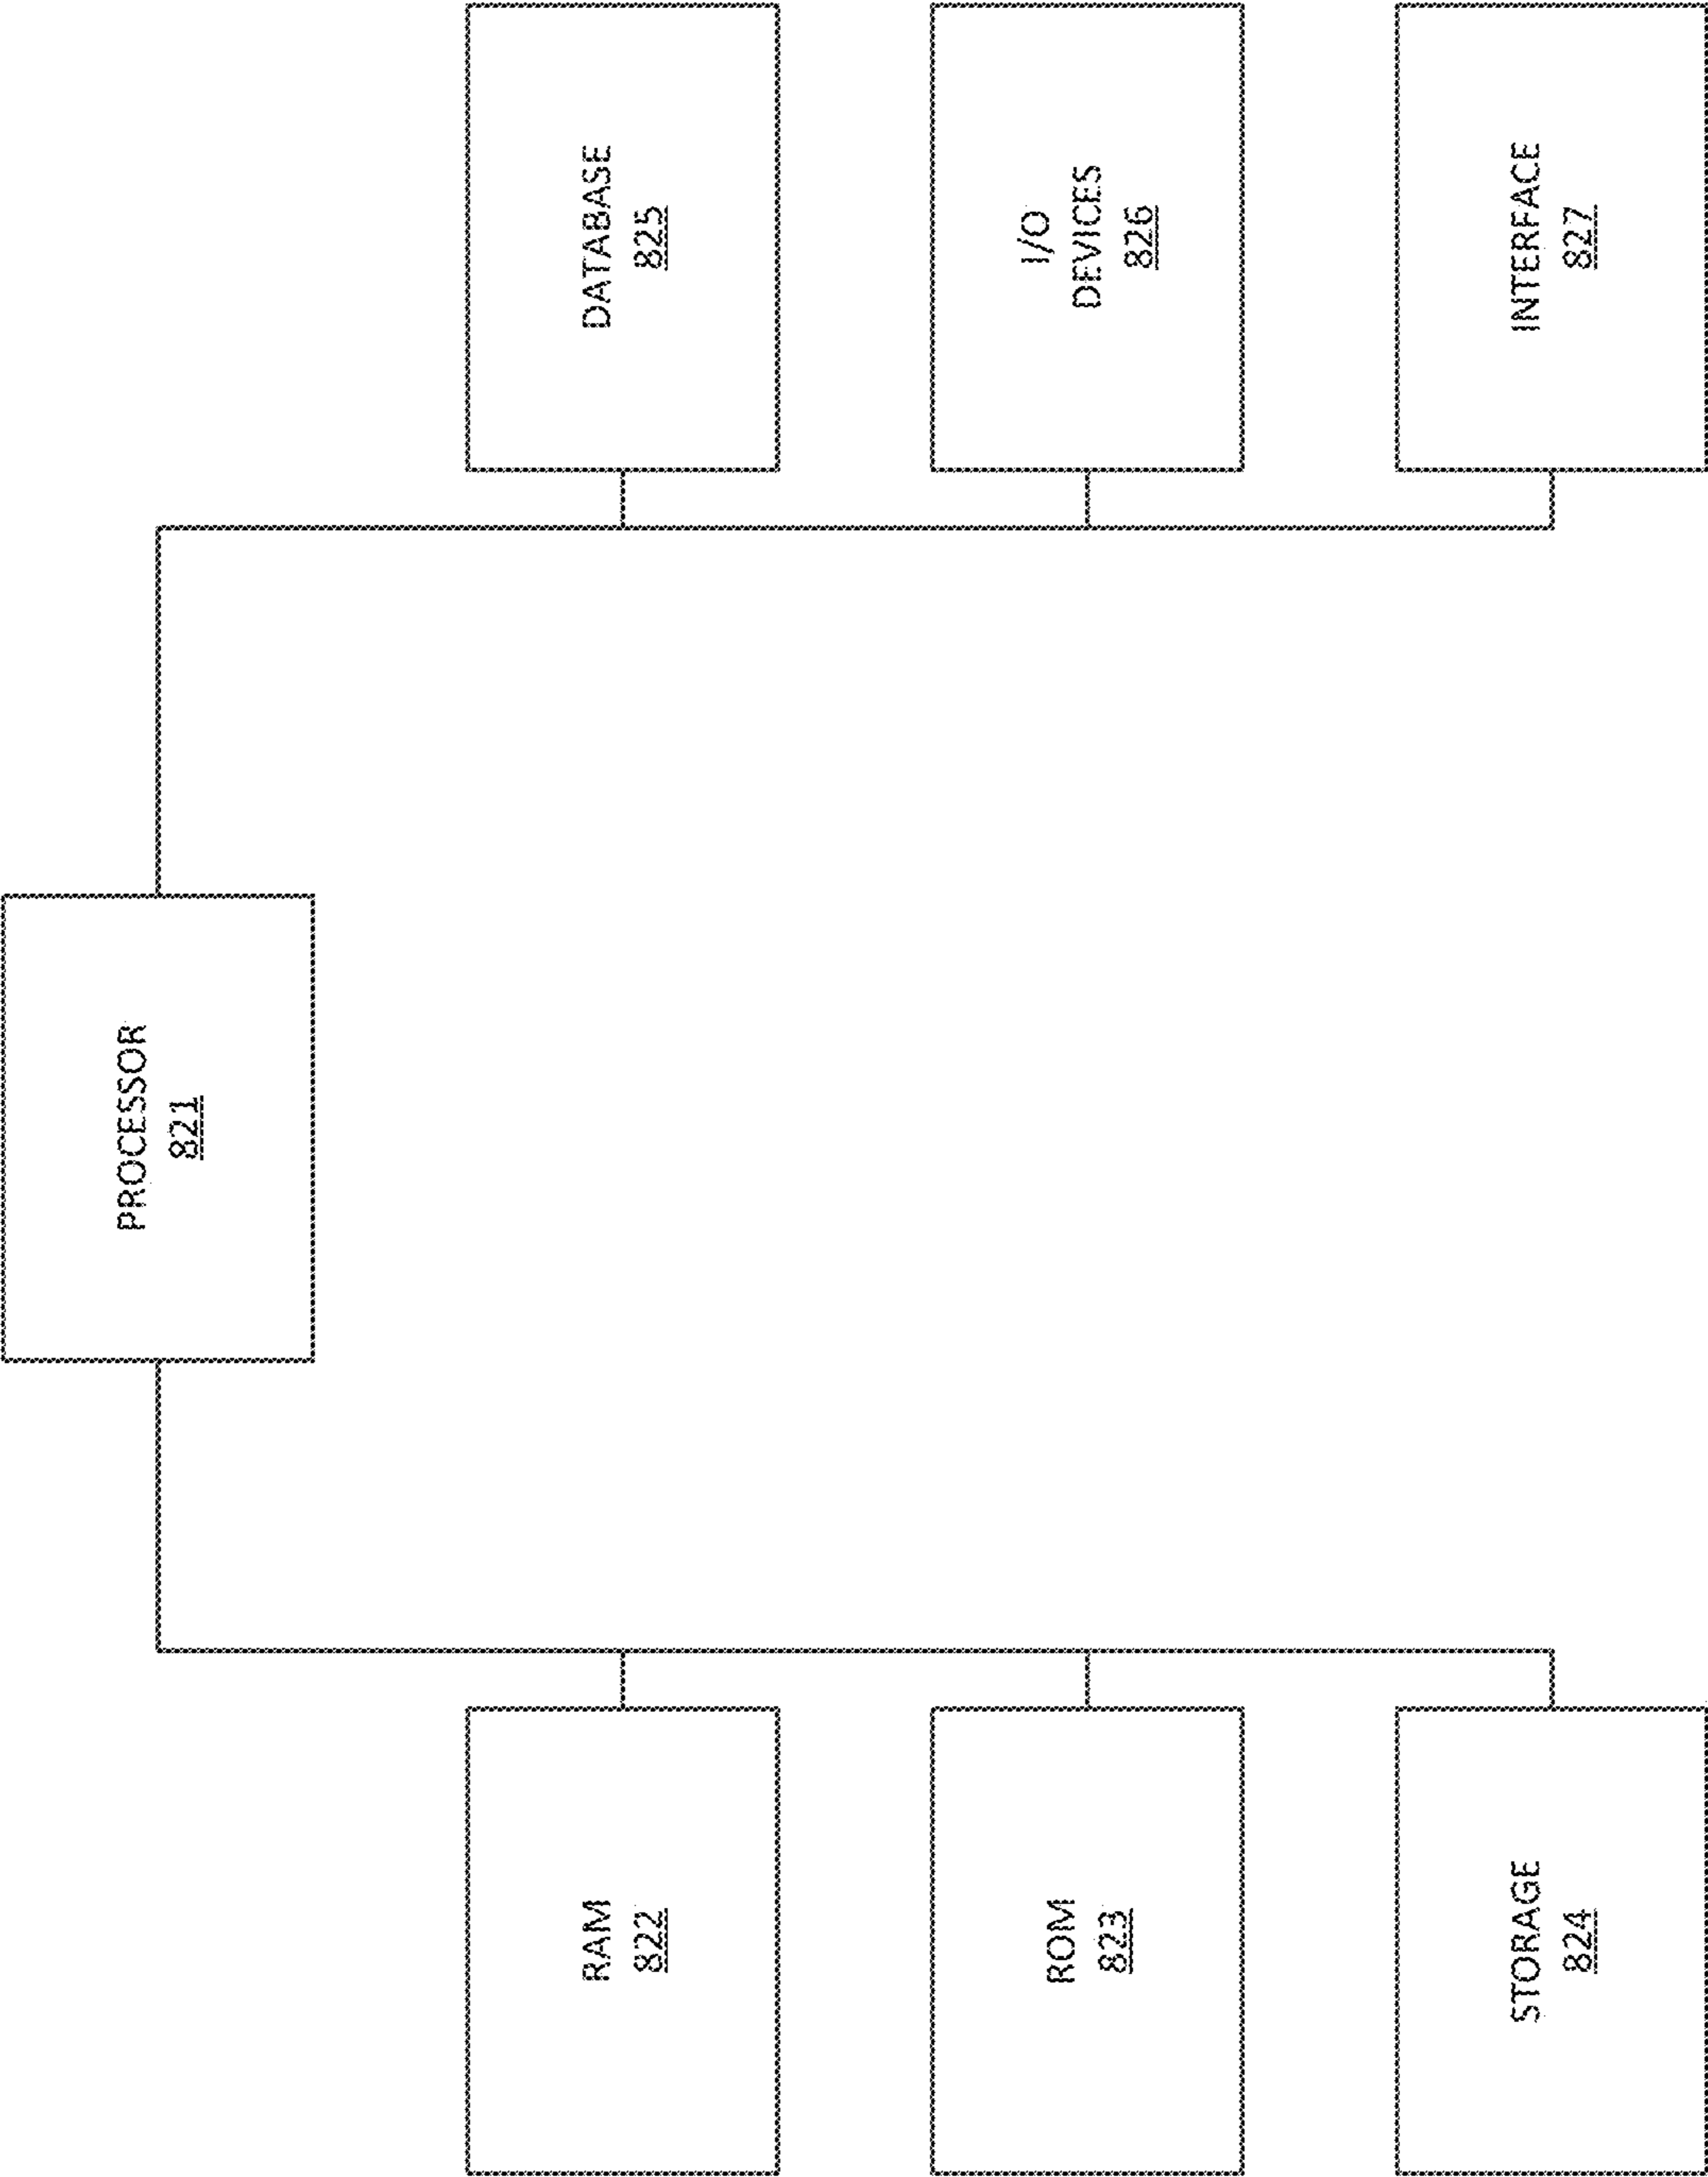 PROCESSOR
821
RAM
822
DATABASE
825
ROM
823
I/O
DEVICES
826
STORAGE
824
INTERFACE
827